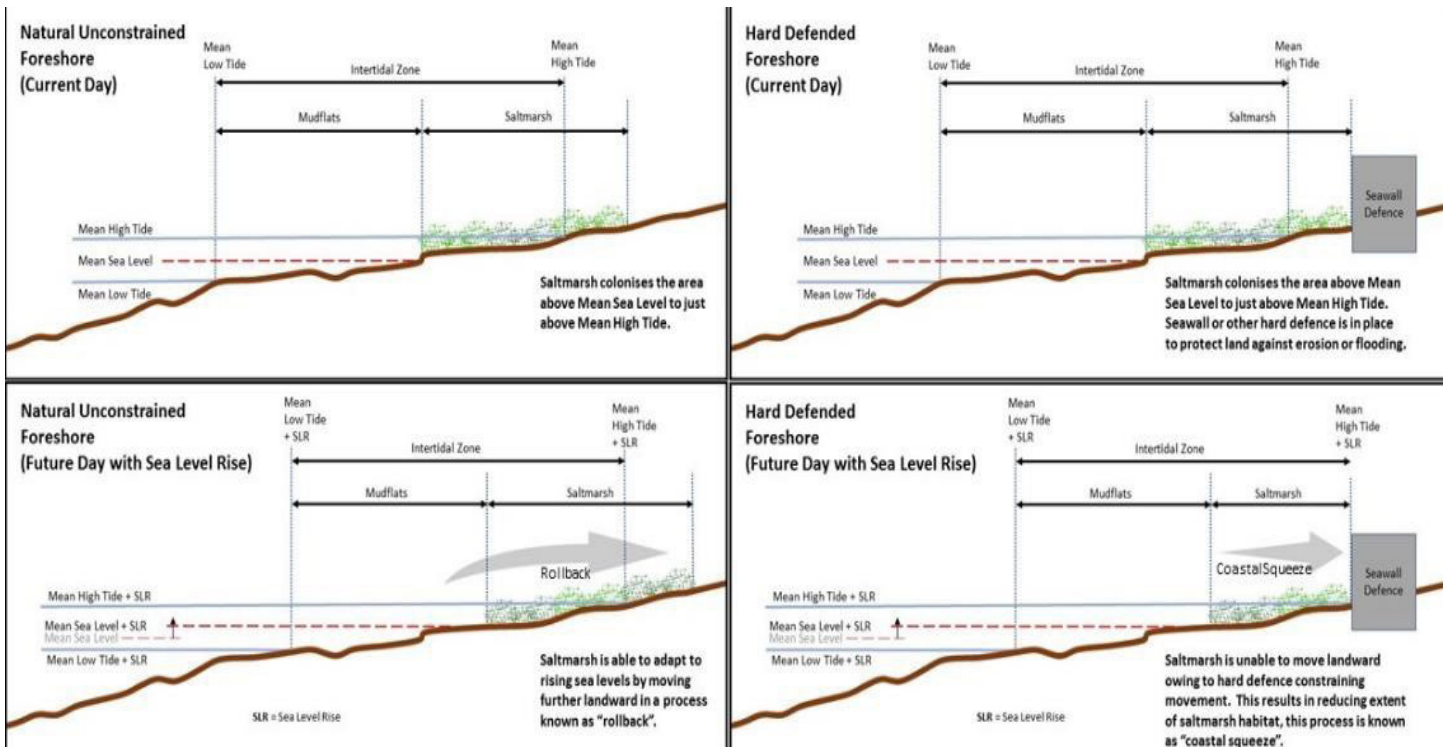 Natural Unconstrained
Foreshore
(Current Day)
Mean
Low Tide
Mean
High Tide
Intertidal Zone
Mudflats
Saltmarsh
Mean High Tide
Mean Sea Level
Mean Low Tide
Saltmarsh colonises the area
above Mean Sea Level to just
above Mean High Tide.
Hard Defended
Foreshore
(Current Day)
Mean
Low Tide
Mean
High Tide
Intertidal Zone
Mudflats
Saltmarsh
Seawall
Defence
Mean High Tide
Mean Sea Level
Mean Low Tide
Saltmarsh colonises the area above Mean
Sea Level to just above Mean High Tide.
Seawall or other hard defence is in place
to protect land against erosion or flooding.
Natural Unconstrained
Foreshore
(Future Day with Sea Level Rise)
Mean
Low Tide
+ SLR
Mean
High Tide
+ SLR
Intertidal Zone
Mudflats
Saltmarsh
Rollback
Mean High Tide + SLR
Mean Sea Level + SLR
Mean Sea Level
Mean Low Tide + SLR
Saltmarsh is able to adapt to
rising sea levels by moving
further landward in a process
known as “rollback”.
SLR = Sea Level Rise
Hard Defended
Foreshore
(Future Day with Sea Level Rise)
Mean
Low Tide
+ SLR
Mean
High Tide
+ SLR
Intertidal Zone
Mudflats
Saltmarsh
CoastalSqueeze
Seawall
Defence
Mean High Tide + SLR
Mean Sea Level + SLR
Mean Sea Level
Mean Low Tide + SLR
Saltmarsh is unable to move landward
owing to hard defence constraining
movement. This results in reducing extent
of saltmarsh habitat, this process is known
as “coastal squeeze”.
SLR = Sea Level Rise